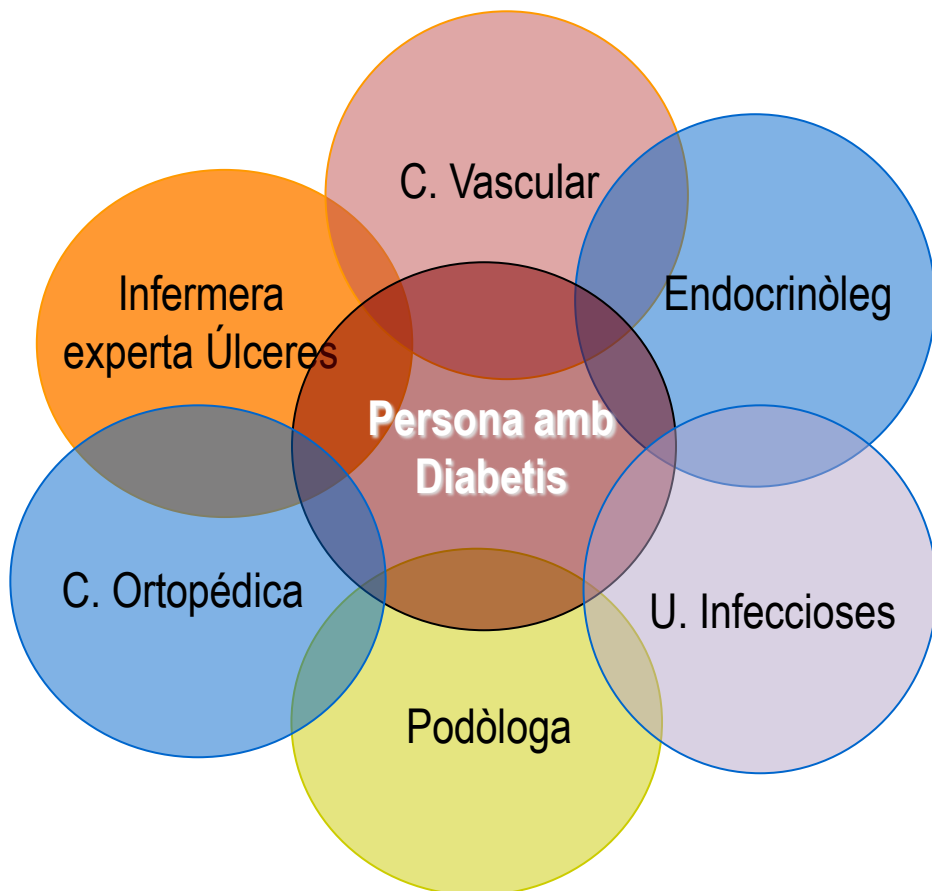 C. Vascular
Endocrinòleg
Infermera
experta Úlceres
Persona amb
Diabetis
C. Ortopédica
U. Infeccioses
Podòloga